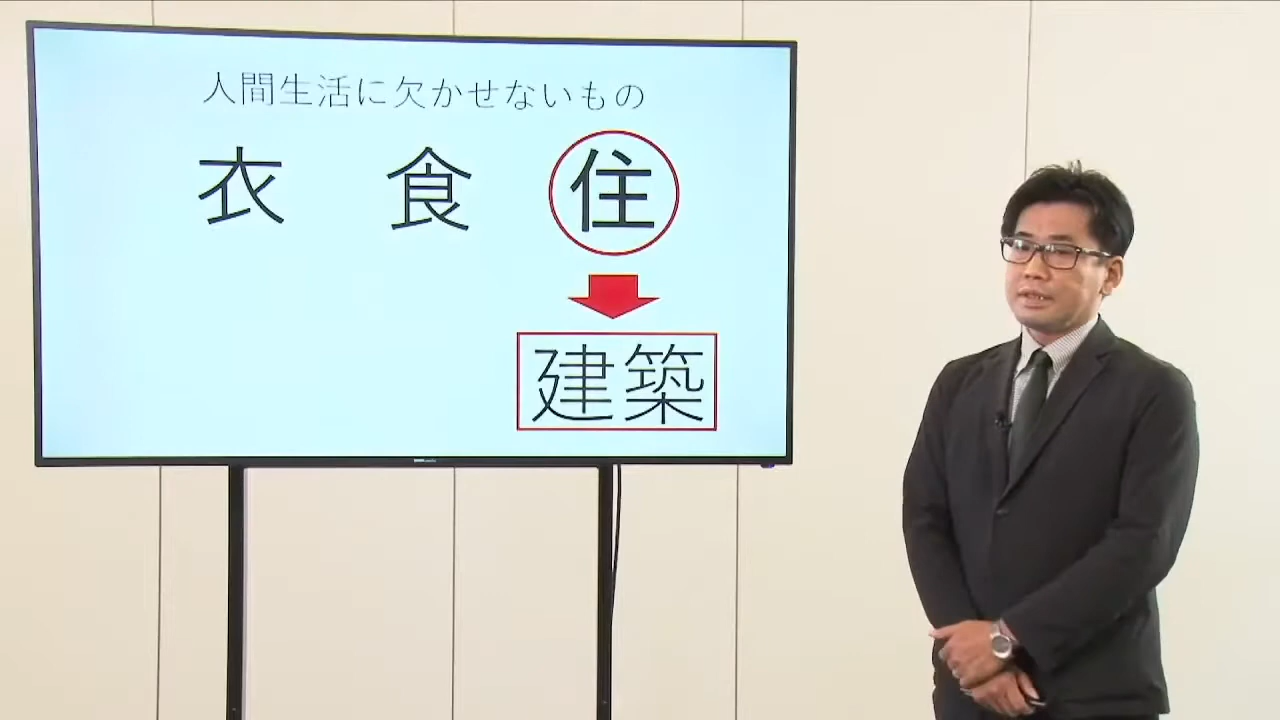 人間生活に欠かせないもの
衣 食 住
建築